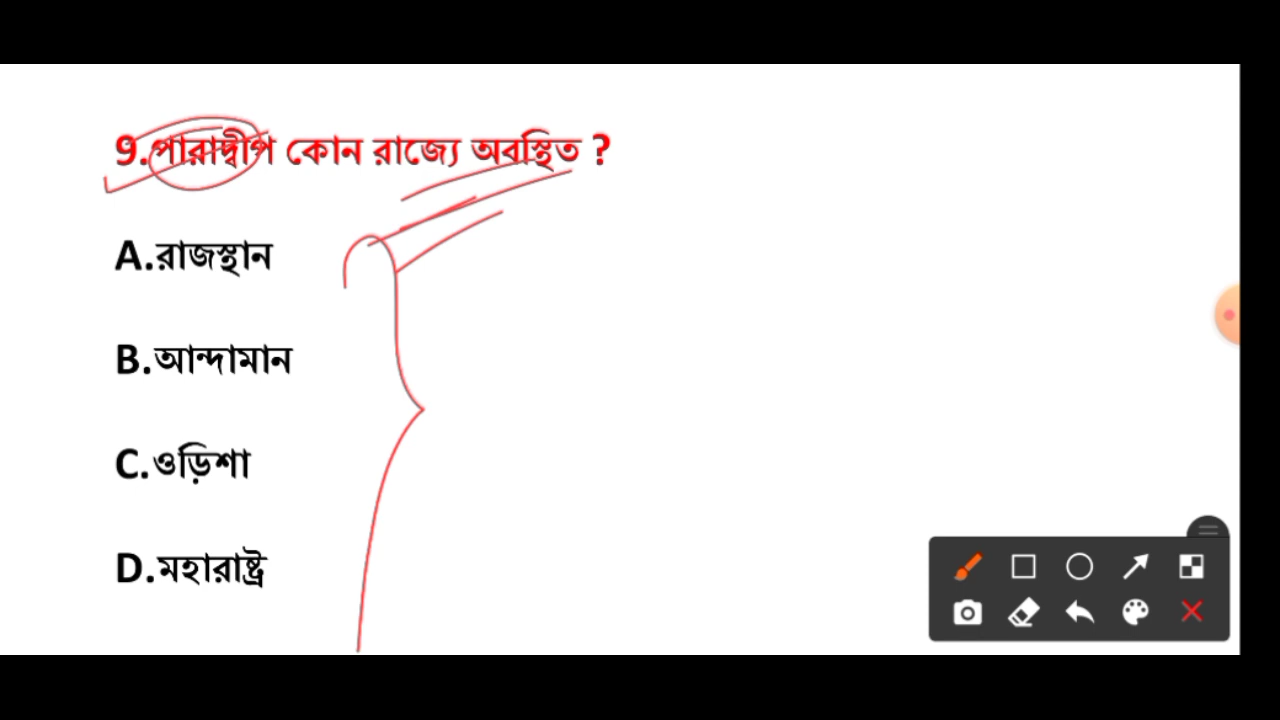 9.পারাদ্বীপ কোন রাজ্যে অবস্থিত ?
A.রাজস্থান
B.আন্দামান
C.ওড়িশা
D.মহারাষ্ট্র